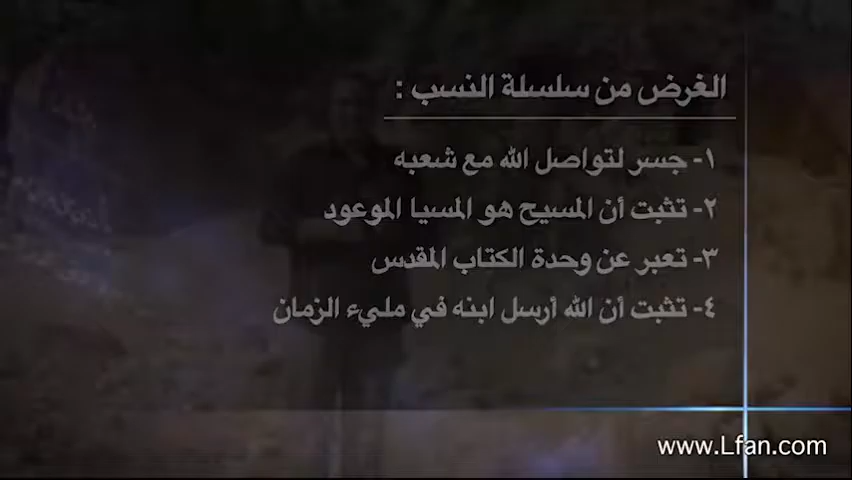 الغرض من سلسلة النسب :
١- جسر لتواصل الله مع شعبه
٢- تثبت أن المسيح هو المسيا الموعود
٣- تعبر عن وحدة الكتاب المقدس
٤- تثبت أن الله أرسل ابنه في مليء الزمان
www.Lfan.com